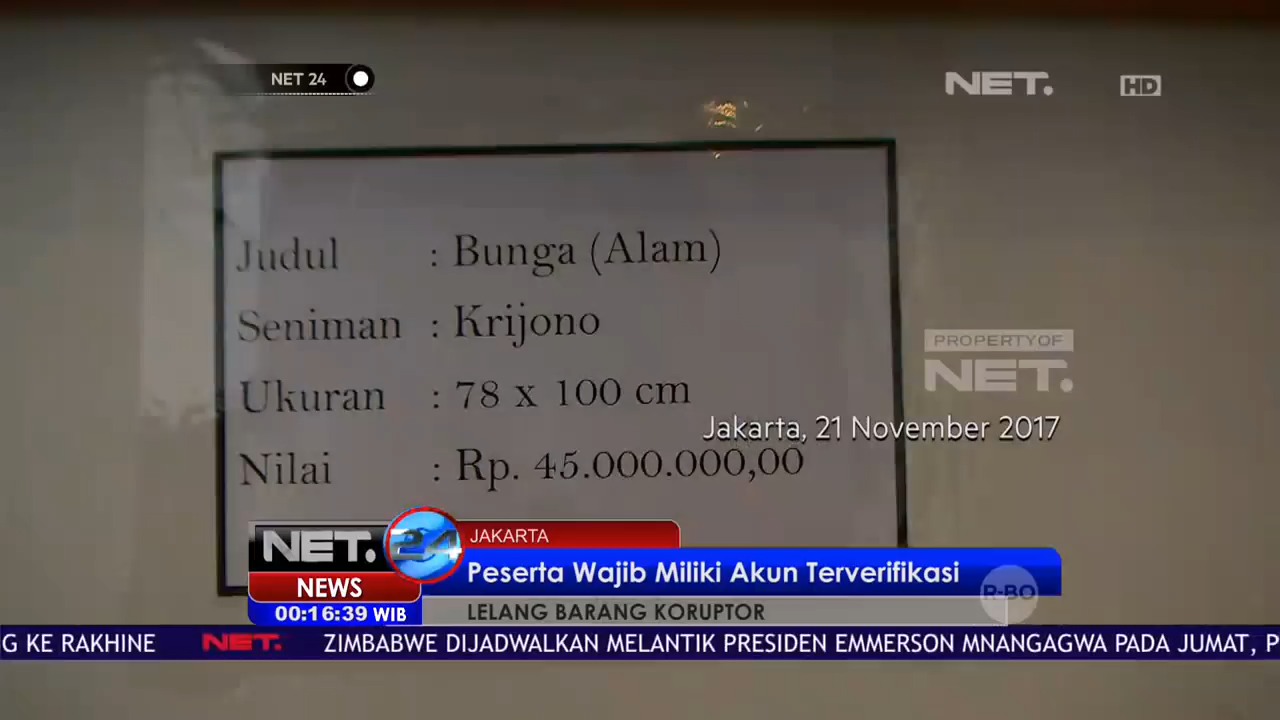 NET 24
NET.
HD
Judul : Bunga (Alam)
Seniman : Krijono
Ukuran : 78 x 100 cm
Nilai : Rp. 45.000.000,00
PROPERTY OF
NET.
Jakarta, 21 November 2017
NET. 24
NEWS
00:16:39 WIB
JAKARTA
Peserta Wajib Miliki Akun Terverifikasi
LELANG BARANG KORUPTOR
R-BO
G KE RAKHINE NET. ZIMBABWE DIJADWALKAN MELANTIK PRESIDEN EMMERSON MNANGAGWA PADA JUMAT, P